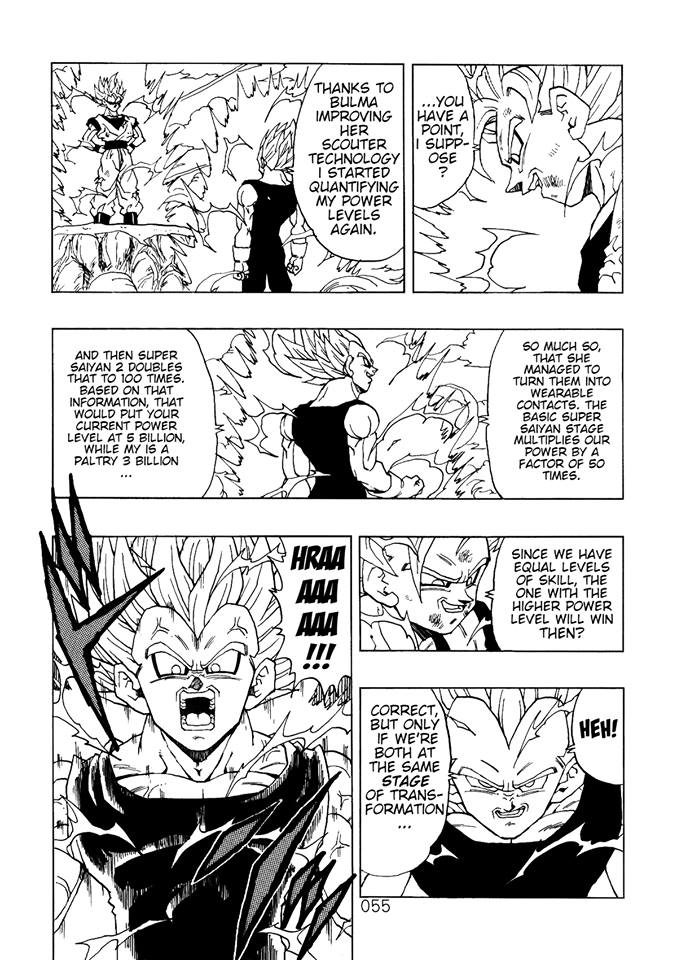 ...YOU
HAVE A
POINT,
I SUPP-
OSE
?
THANKS TO
BULMA
IMPROVING
HER
SCOUTER
TECHNOLOGY
I STARTED
QUANTIFYING
MY POWER
LEVELS
AGAIN.
SO MUCH SO,
THAT SHE
MANAGED TO
TURN THEM INTO
WEARABLE
CONTACTS. THE
BASIC SUPER
SAIYAN STAGE
MULTIPLIES OUR
POWER BY A
FACTOR OF 50
TIMES.
AND THEN SUPER
SAIYAN 2 DOUBLES
THAT TO 100 TIMES.
BASED ON THAT
INFORMATION, THAT
WOULD PUT YOUR
CURRENT POWER
LEVEL AT 5 BILLION,
WHILE MY IS A
PALTRY 3 BILLION
...
SINCE WE HAVE
EQUAL LEVELS
OF SKILL, THE
ONE WITH THE
HIGHER POWER
LEVEL WILL WIN
THEN?
HEH!
CORRECT,
BUT ONLY
IF WE'RE
BOTH AT
THE SAME
STAGE
OF TRANS-
FORMATION
...
HRAA
AAA
AAA
!!!
055